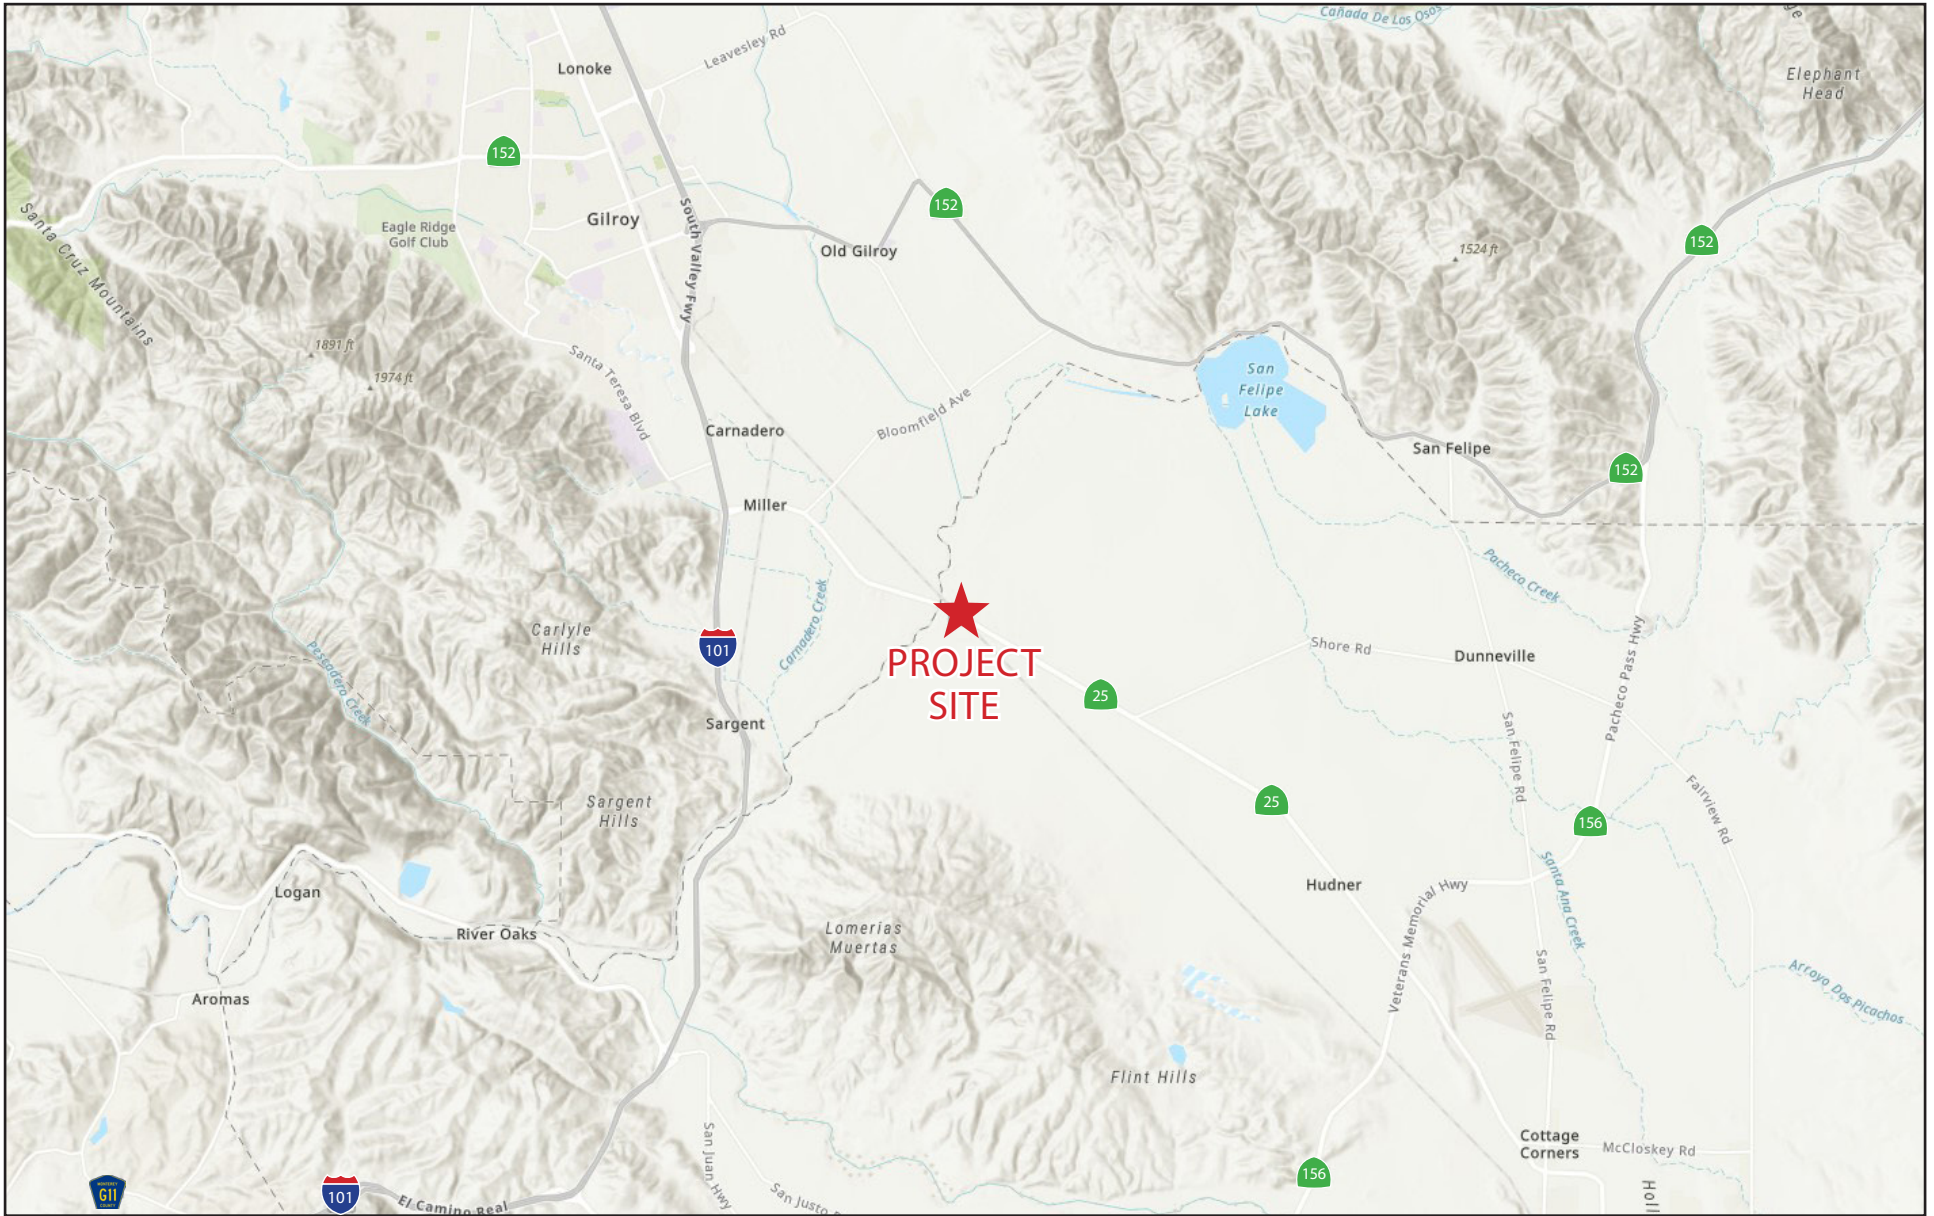 Cañada De Los Osos
Leavesley Rd
Lonoke
Elephant
Head
152
152
Gilroy
Eagle Ridge
Golf Club
Santa Cruz Mountains
South Valley Fwy
Old Gilroy
1524 ft
152
1891 ft
1974 ft
Santa Teresa Blvd
San
Felipe
Lake
Bloomfield Ave
Carnadero
San Felipe
152
Miller
Pacheco Creek
Carnadero Creek
Carlyle
Hills
101
Pescadero Creek
PROJECT
SITE
Shore Rd
Dunneville
Pacheco Pass Hwy
25
Sargent
San Felipe Rd
Sargent
Hills
25
156
Fairview Rd
Logan
Hudner
Veterans Memorial Hwy
Santa Ana Creek
River Oaks
Lomerias
Muertas
San Felipe Rd
Arroyo Dos Picachos
Aromas
Flint Hills
Cottage
Corners
McCloskey Rd
San Juan Hwy
156
MONTEREY
G11
COUNTY
101
El Camino Real
San Justo
Holl